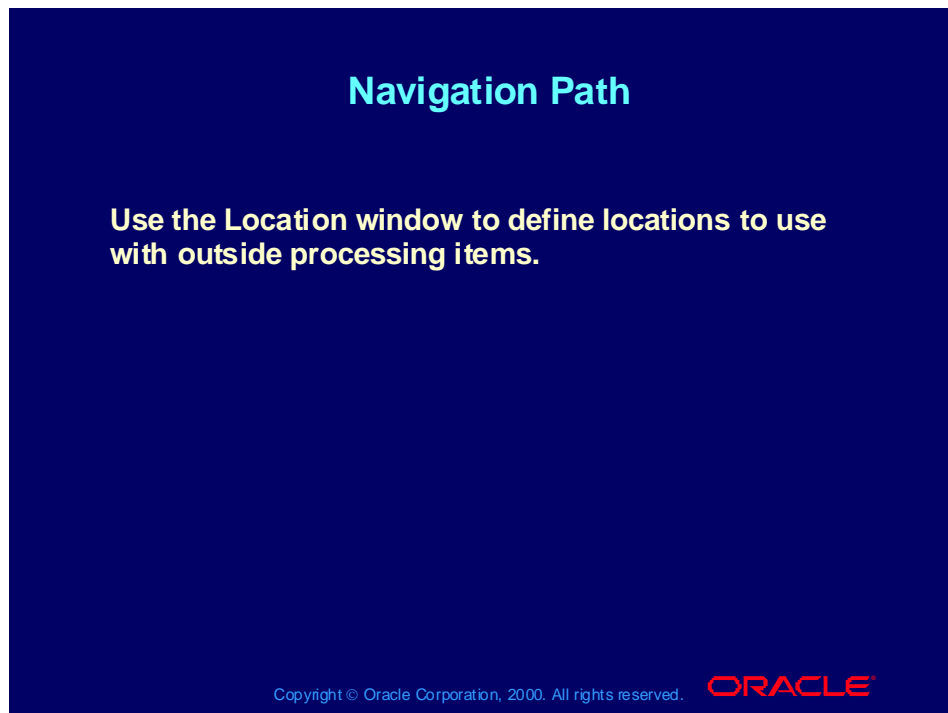 Navigation Path
Use the Location window to define locations to use
with outside processing items.
Copyright © Oracle Corporation, 2000. All rights reserved.
ORACLE®